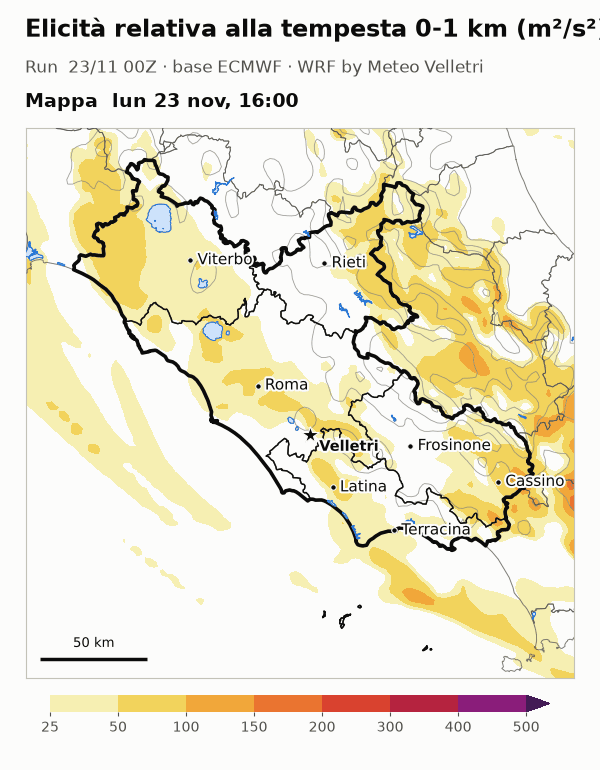 Elicità relativa alla tempesta 0-1 km (m²/s²)
Run 23/11 00Z · base ECMWF · WRF by Meteo Velletri
Mappa lun 23 nov, 16:00
Viterbo
Rieti
Roma
Velletri
Frosinone
Cassino
Latina
Terracina
50 km
25 50 100 150 200 300 400 500